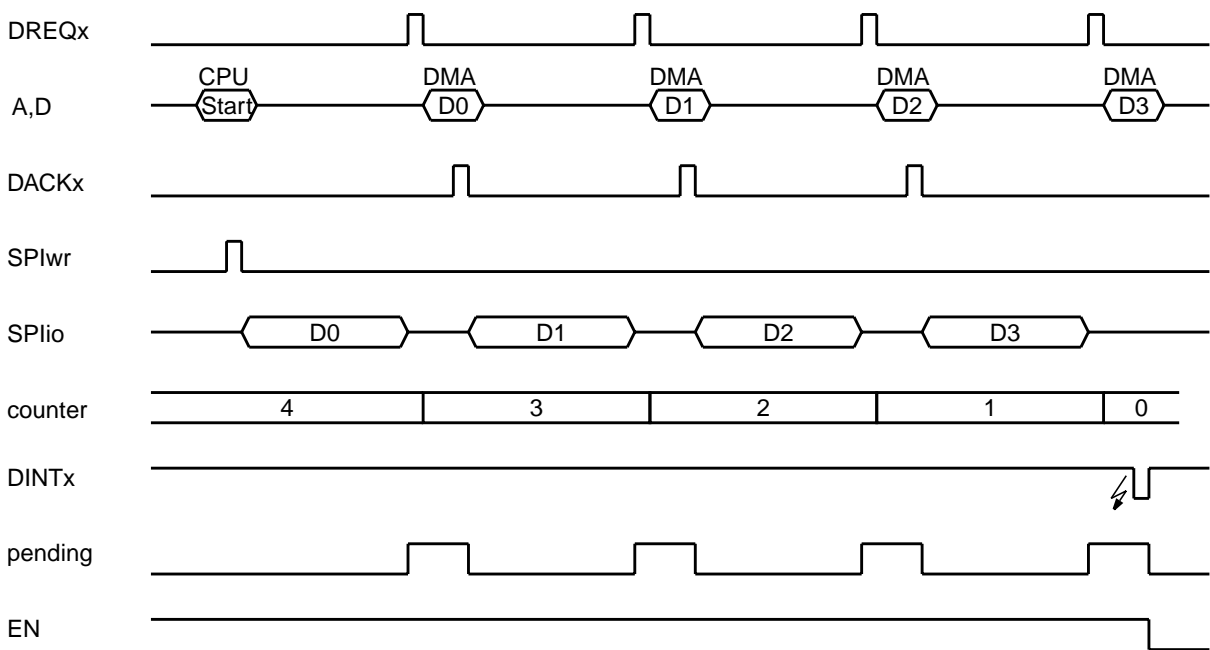 DREQx
CPU DMA DMA DMA DMA
A,D Start D0 D1 D2 D3
DACKx
SPIwr
SPIio D0 D1 D2 D3
counter 4 3 2 1 0
DINTx
pending
EN